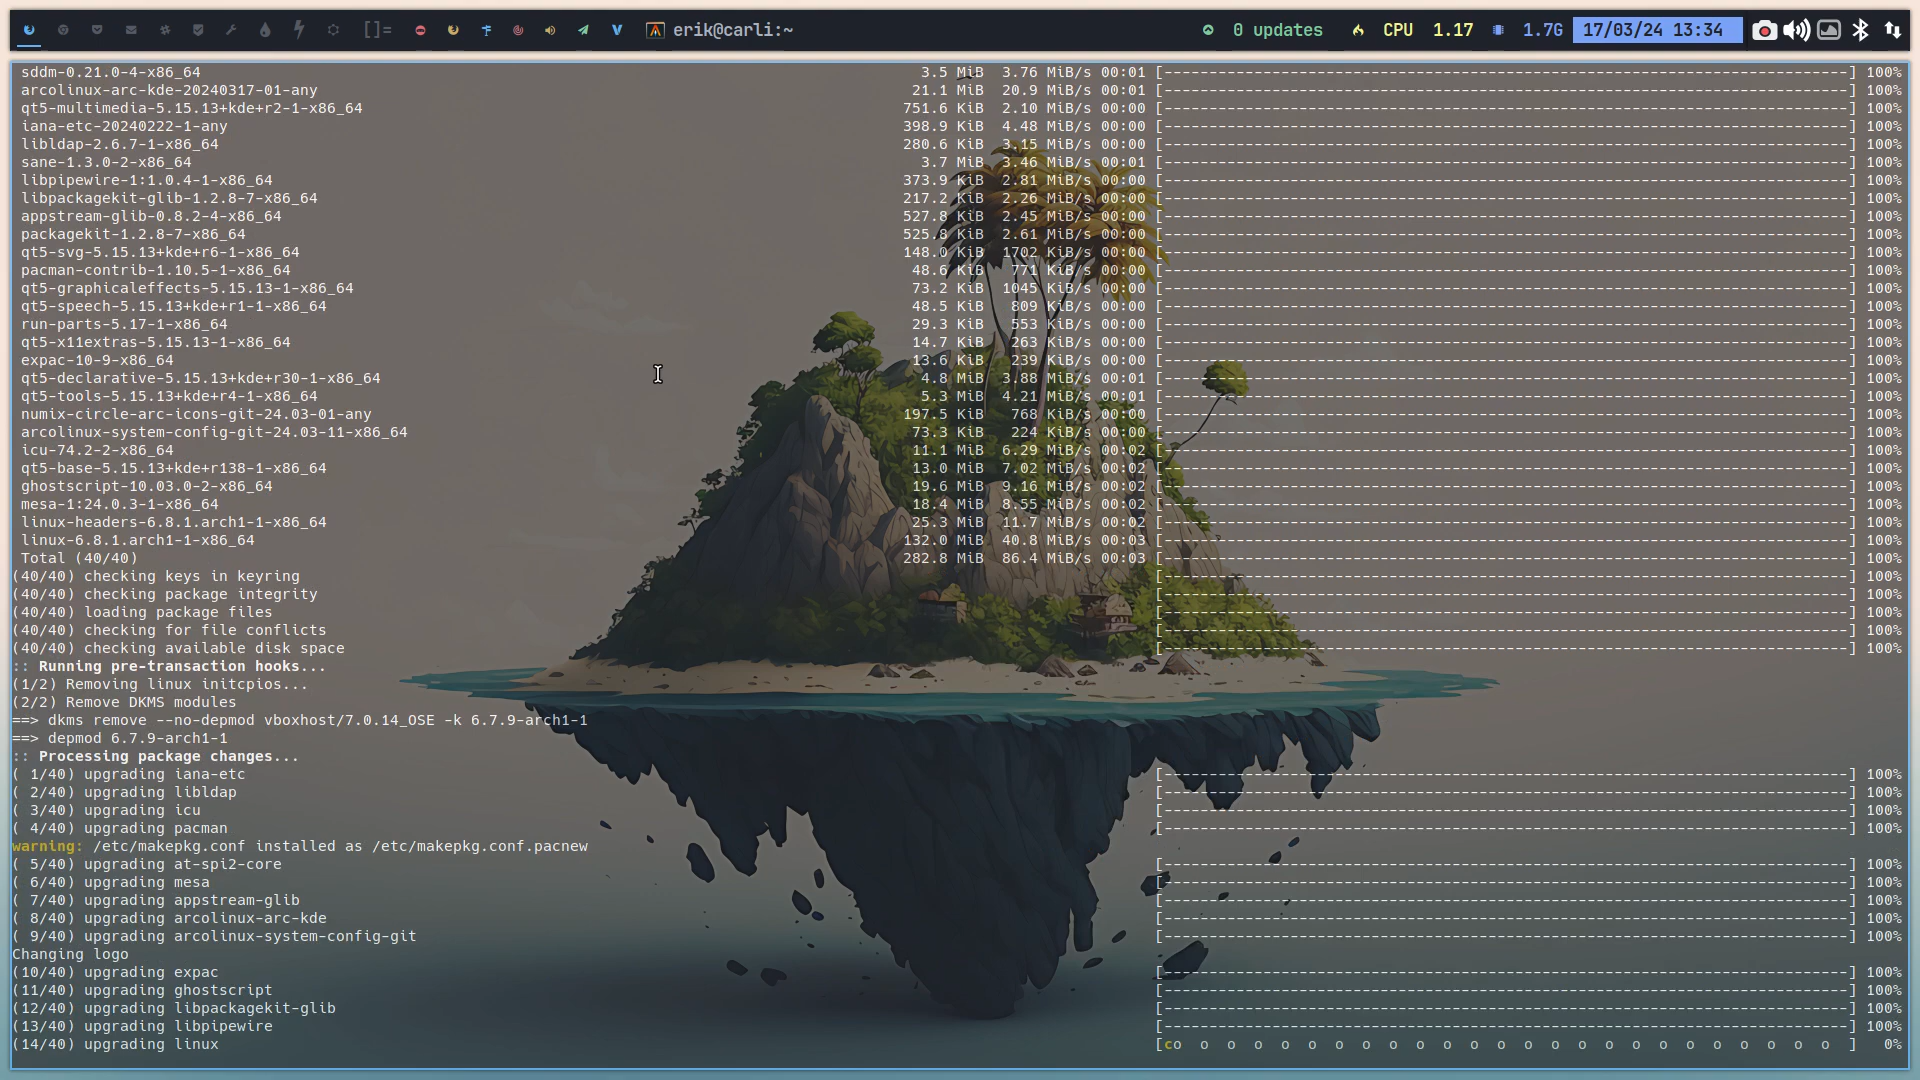 []= erik@carli:~ 0 updates CPU 1.17 1.7G 17/03/24 13:34
sddm-0.21.0-4-x86_64 3.5 MiB 3.76 MiB/s 00:01 [----------] 100%
arcolinux-arc-kde-20240317-01-any 21.1 MiB 20.9 MiB/s 00:01 [----------] 100%
qt5-multimedia-5.15.13+kde+r2-1-x86_64 751.6 KiB 2.10 MiB/s 00:00 [----------] 100%
iana-etc-20240222-1-any 398.9 KiB 4.48 MiB/s 00:00 [----------] 100%
libldap-2.6.7-1-x86_64 280.6 KiB 3.15 MiB/s 00:00 [----------] 100%
sane-1.3.0-2-x86_64 3.7 MiB 3.46 MiB/s 00:01 [----------] 100%
libpipewire-1:1.0.4-1-x86_64 373.9 KiB 2.81 MiB/s 00:00 [----------] 100%
libpackagekit-glib-1.2.8-7-x86_64 217.2 KiB 2.26 MiB/s 00:00 [----------] 100%
appstream-glib-0.8.2-4-x86_64 527.8 KiB 2.45 MiB/s 00:00 [----------] 100%
packagekit-1.2.8-7-x86_64 525.8 KiB 2.61 MiB/s 00:00 [----------] 100%
qt5-svg-5.15.13+kde+r6-1-x86_64 148.0 KiB 1702 KiB/s 00:00 [----------] 100%
pacman-contrib-1.10.5-1-x86_64 48.6 KiB 771 KiB/s 00:00 [----------] 100%
qt5-graphicaleffects-5.15.13-1-x86_64 73.2 KiB 1045 KiB/s 00:00 [----------] 100%
qt5-speech-5.15.13+kde+r1-1-x86_64 48.5 KiB 809 KiB/s 00:00 [----------] 100%
run-parts-5.17-1-x86_64 29.3 KiB 553 KiB/s 00:00 [----------] 100%
qt5-x11extras-5.15.13-1-x86_64 14.7 KiB 263 KiB/s 00:00 [----------] 100%
expac-10-9-x86_64 13.6 KiB 239 KiB/s 00:00 [----------] 100%
qt5-declarative-5.15.13+kde+r30-1-x86_64 4.8 MiB 3.88 MiB/s 00:01 [----------] 100%
qt5-tools-5.15.13+kde+r4-1-x86_64 5.3 MiB 4.21 MiB/s 00:01 [----------] 100%
numix-circle-arc-icons-git-24.03-01-any 197.5 KiB 768 KiB/s 00:00 [----------] 100%
arcolinux-system-config-git-24.03-11-x86_64 73.3 KiB 224 KiB/s 00:00 [----------] 100%
icu-74.2-2-x86_64 11.1 MiB 6.29 MiB/s 00:02 [----------] 100%
qt5-base-5.15.13+kde+r138-1-x86_64 13.0 MiB 7.02 MiB/s 00:02 [----------] 100%
ghostscript-10.03.0-2-x86_64 19.6 MiB 9.16 MiB/s 00:02 [----------] 100%
mesa-1:24.0.3-1-x86_64 18.4 MiB 8.55 MiB/s 00:02 [----------] 100%
linux-headers-6.8.1.arch1-1-x86_64 25.3 MiB 11.7 MiB/s 00:02 [----------] 100%
linux-6.8.1.arch1-1-x86_64 132.0 MiB 40.8 MiB/s 00:03 [----------] 100%
Total (40/40) 282.8 MiB 86.4 MiB/s 00:03 [----------] 100%
(40/40) checking keys in keyring [----------] 100%
(40/40) checking package integrity [----------] 100%
(40/40) loading package files [----------] 100%
(40/40) checking for file conflicts [----------] 100%
(40/40) checking available disk space [----------] 100%
:: Running pre-transaction hooks...
(1/2) Removing linux initcpios...
(2/2) Remove DKMS modules
==> dkms remove --no-depmod vboxhost/7.0.14_OSE -k 6.7.9-arch1-1
==> depmod 6.7.9-arch1-1
:: Processing package changes...
( 1/40) upgrading iana-etc [----------] 100%
( 2/40) upgrading libldap [----------] 100%
( 3/40) upgrading icu [----------] 100%
( 4/40) upgrading pacman [----------] 100%
warning: /etc/makepkg.conf installed as /etc/makepkg.conf.pacnew
( 5/40) upgrading at-spi2-core [----------] 100%
( 6/40) upgrading mesa [----------] 100%
( 7/40) upgrading appstream-glib [----------] 100%
( 8/40) upgrading arcolinux-arc-kde [----------] 100%
( 9/40) upgrading arcolinux-system-config-git [----------] 100%
Changing logo
(10/40) upgrading expac [----------] 100%
(11/40) upgrading ghostscript [----------] 100%
(12/40) upgrading libpackagekit-glib [----------] 100%
(13/40) upgrading libpipewire [----------] 100%
(14/40) upgrading linux [co o o o o o o o o o o o o o o o o o o o o o o o o ] 0%